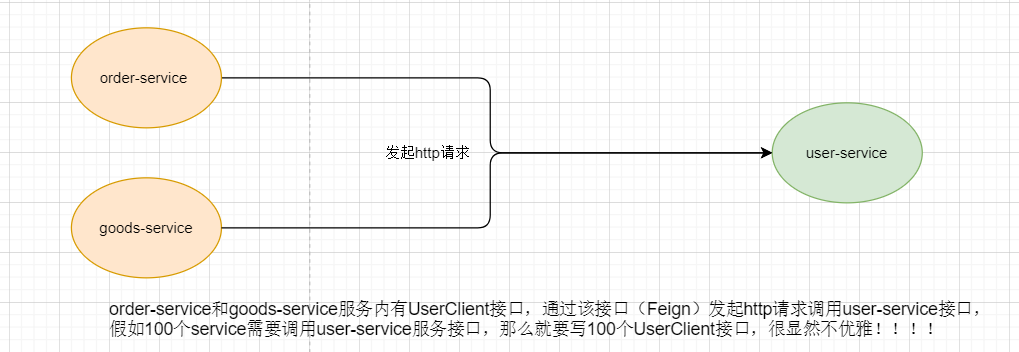 order-service
发起http请求
user-service
goods-service
order-service和goods-service服务内有UserClient接口，通过该接口（Feign）发起http请求调用user-service接口，
假如100个service需要调用user-service服务接口，那么就要写100个UserClient接口，很显然不优雅！！！！